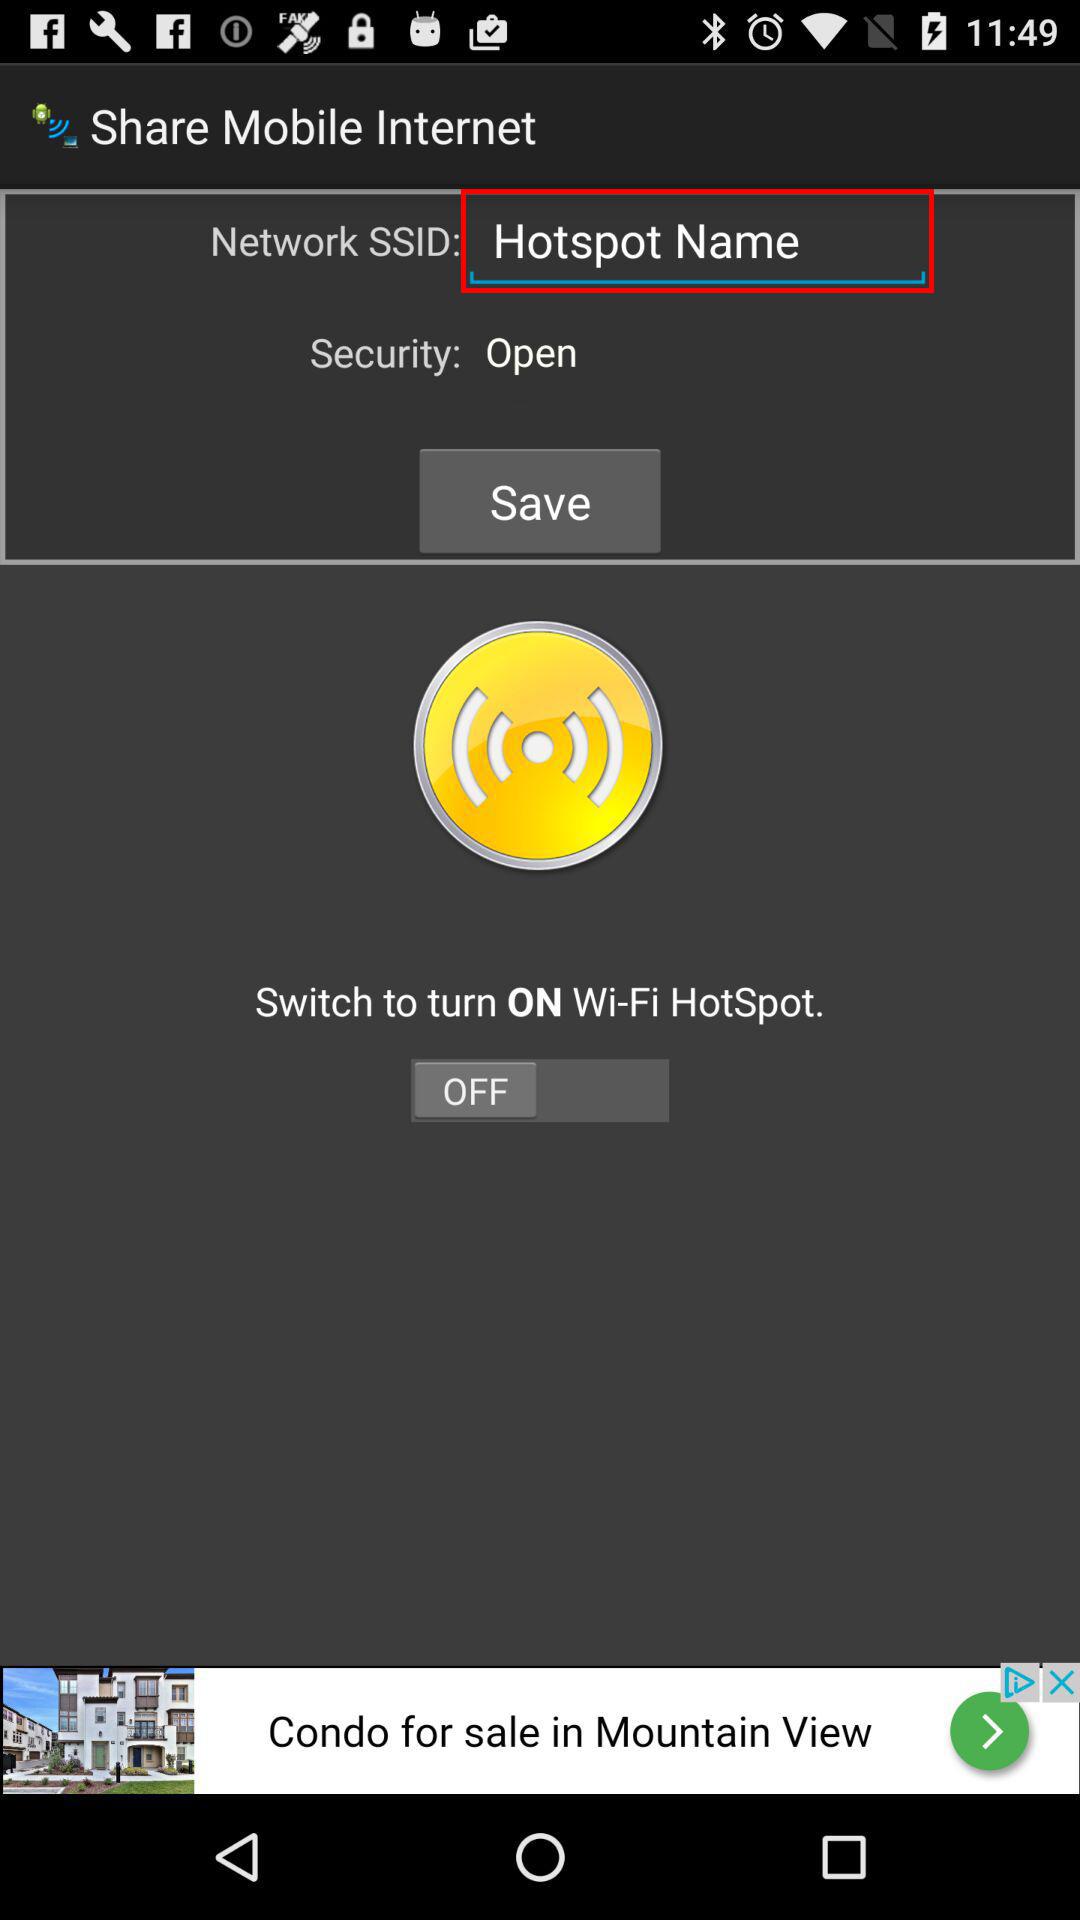 FAKE
11:49
Share Mobile Internet
Network SSID: Hotspot Name
Security: Open
Save
Switch to turn ON Wi-Fi HotSpot.
OFF
Condo for sale in Mountain View